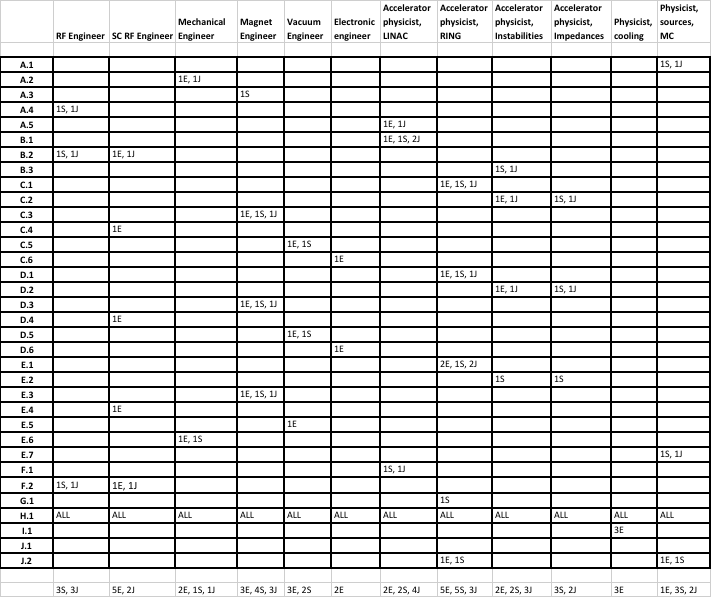 RF Engineer SC RF Engineer Mechanical Engineer Magnet Engineer Vacuum Engineer Electronic engineer Accelerator physicist, LINAC Accelerator physicist, RING Accelerator physicist, Instabilities Accelerator physicist, Impedances Physicist, cooling Physicist, sources, MC
A.1 1S, 1J
A.2 1E, 1J
A.3 1S
A.4 1S, 1J
A.5 1E, 1J
B.1 1E, 1S, 2J
B.2 1S, 1J 1E, 1J
B.3 1S, 1J
C.1 1E, 1S, 1J
C.2 1E, 1J 1S, 1J
C.3 1E, 1S, 1J
C.4 1E
C.5 1E, 1S
C.6 1E
D.1 1E, 1S, 1J
D.2 1E, 1J 1S, 1J
D.3 1E, 1S, 1J
D.4 1E
D.5 1E, 1S
D.6 1E
E.1 2E, 1S, 2J
E.2 1S 1S
E.3 1E, 1S, 1J
E.4 1E
E.5 1E
E.6 1E, 1S
E.7 1S, 1J
F.1 1S, 1J
F.2 1S, 1J 1E, 1J
G.1 1S
H.1 ALL ALL ALL ALL ALL ALL ALL ALL ALL ALL ALL ALL
I.1 3E
J.1
J.2 1E, 1S 1E, 1S
3S, 3J 5E, 2J 2E, 1S, 1J 3E, 4S, 3J 3E, 2S 2E 2E, 2S, 4J 5E, 5S, 3J 2E, 2S, 3J 3S, 2J 3E 1E, 3S, 2J